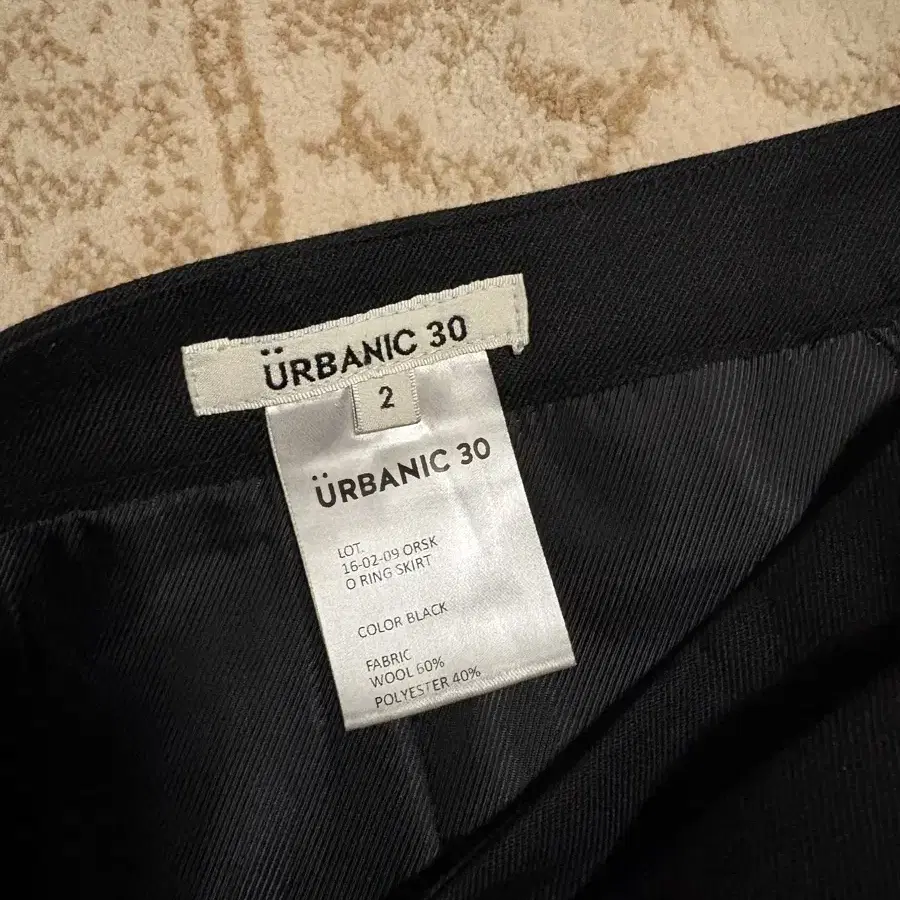 ÜRBANIC 30
2
ÜRBANIC 30
LOT.
16-02-09 ORSK
O RING SKIRT
COLOR BLACK
FABRIC
WOOL 60%
POLYESTER 40%